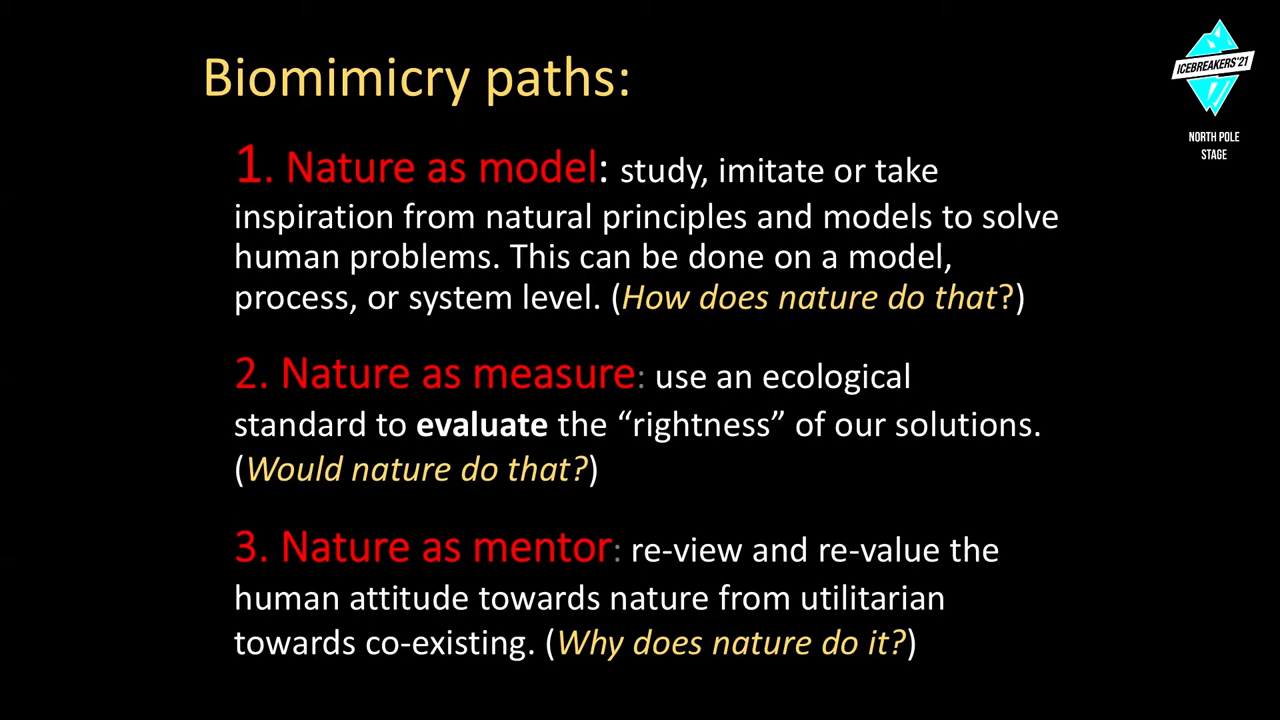 Biomimicry paths:
ICEBREAKERS'21
NORTH POLE
STAGE
1. Nature as model: study, imitate or take
inspiration from natural principles and models to solve
human problems. This can be done on a model,
process, or system level. (How does nature do that?)
2. Nature as measure: use an ecological
standard to evaluate the “rightness” of our solutions.
(Would nature do that?)
3. Nature as mentor: re-view and re-value the
human attitude towards nature from utilitarian
towards co-existing. (Why does nature do it?)